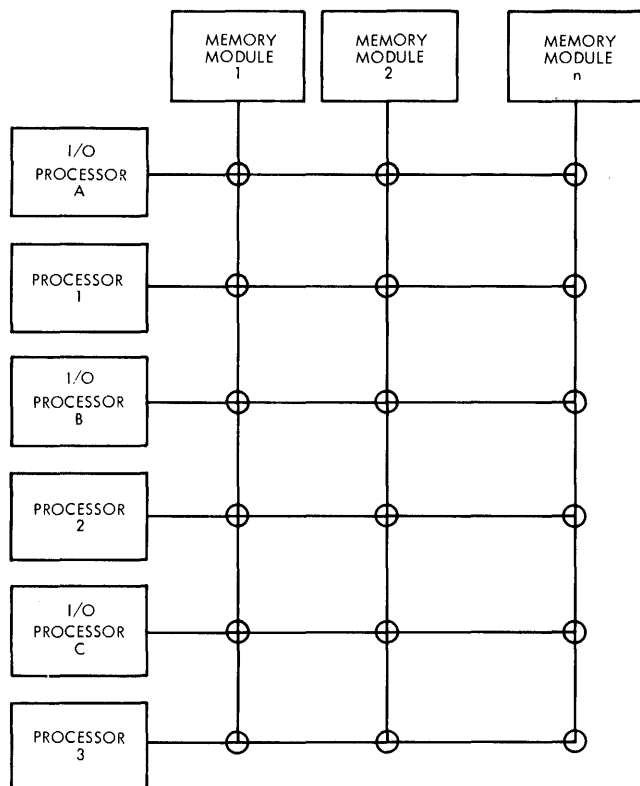 MEMORY
MODULE
1
MEMORY
MODULE
2
MEMORY
MODULE
n
I/O
PROCESSOR
A
PROCESSOR
1
I/O
PROCESSOR
B
PROCESSOR
2
I/O
PROCESSOR
C
PROCESSOR
3